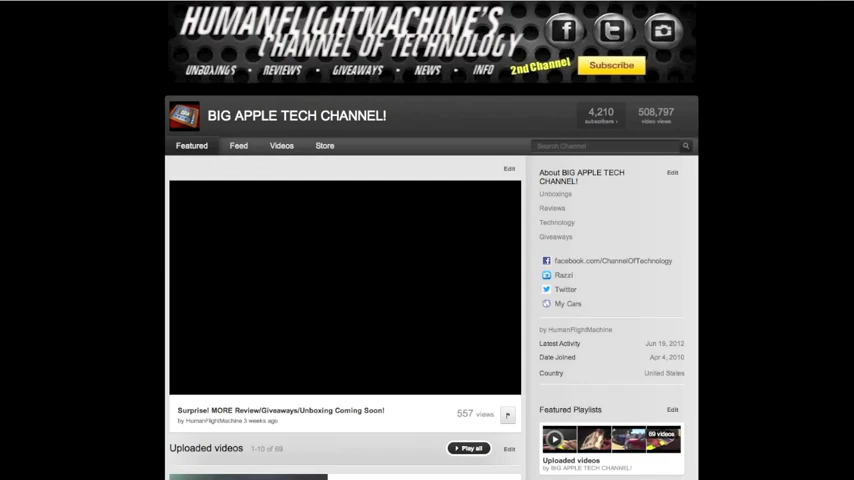 HUMANFLIGHTMACHINE'S
CHANNEL OF TECHNOLOGY
UNBOXINGS • REVIEWS • GIVEAWAYS • NEWS • INFO
2nd Channel
Subscribe
BIG APPLE TECH CHANNEL!
4,210
subscribers ›
508,797
video views
Featured Feed Videos Store
Search Channel
Edit
About BIG APPLE TECH
CHANNEL!
Edit
Unboxings
Reviews
Technology
Giveaways
facebook.com/ChannelOfTechnology
Razzi
Twitter
My Cars
by HumanFlightMachine
Latest Activity Jun 19, 2012
Date Joined Apr 4, 2010
Country United States
Surprise! MORE Review/Giveaways/Unboxing Coming Soon!
by HumanFlightMachine 3 weeks ago
557 views
Uploaded videos 1-10 of 69
Play all
Edit
Featured Playlists
Edit
69 videos
Uploaded videos
by BIG APPLE TECH CHANNEL!